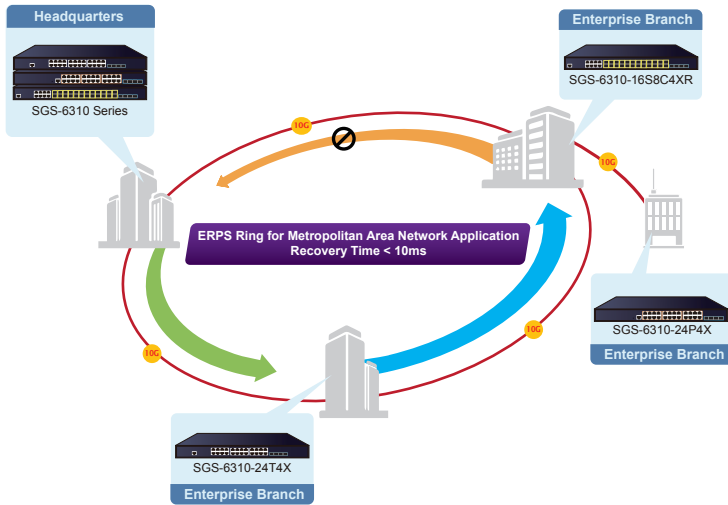 Headquarters
SGS-6310 Series
Enterprise Branch
SGS-6310-16S8C4XR
10G
10G
ERPS Ring for Metropolitan Area Network Application
Recovery Time < 10ms
10G
10G
SGS-6310-24P4X
Enterprise Branch
SGS-6310-24T4X
Enterprise Branch